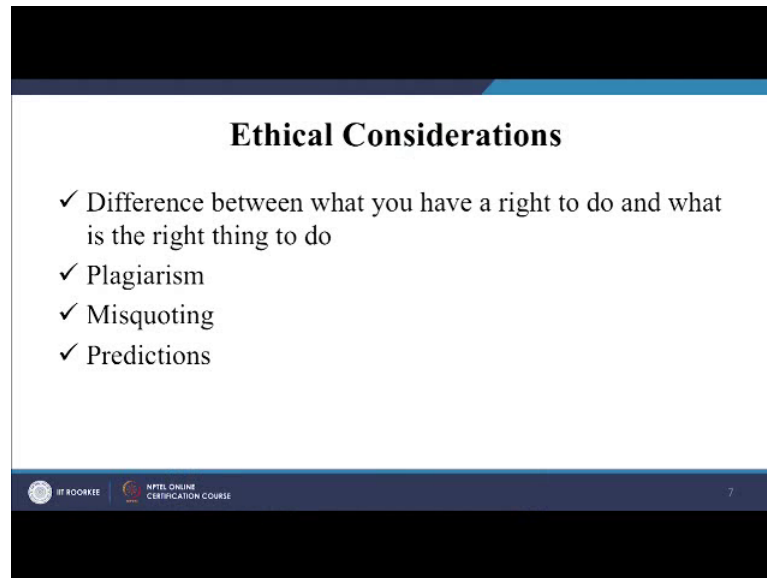 Ethical Considerations
✓ Difference between what you have a right to do and what
is the right thing to do
✓ Plagiarism
✓ Misquoting
✓ Predictions
IIT ROORKEE
NPTEL ONLINE
CERTIFICATION COURSE
7